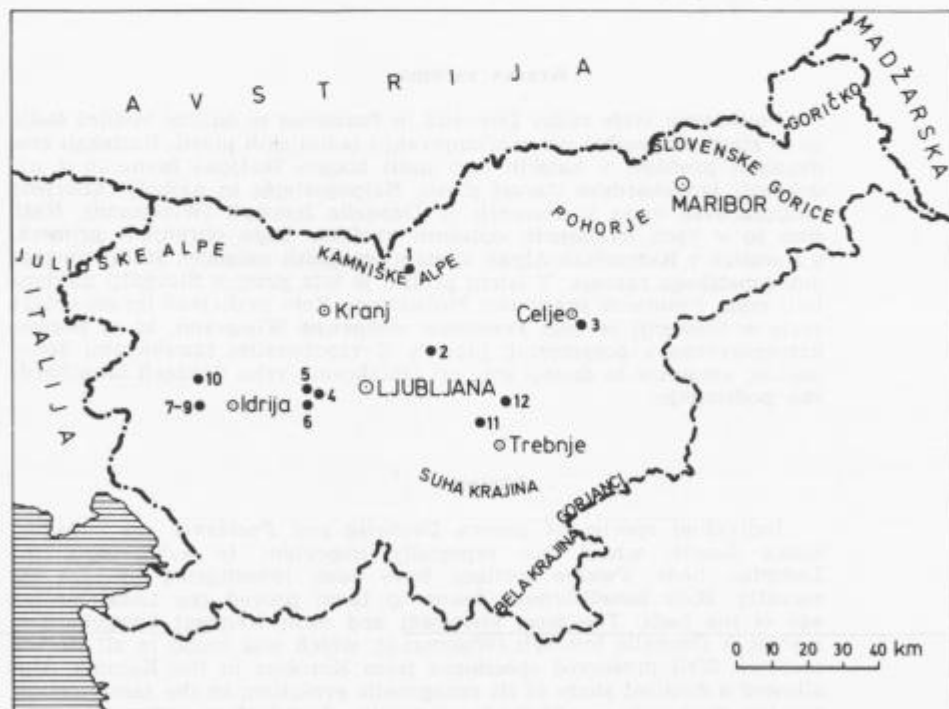 AVSTRIJA
MADŽARSKA
GORIČKO
SLOVENSKE GORICE
MARIBOR
POHORJE
JULIJSKE ALPE
KAMNIŠKE ALPE
1
ITALIJA
Kranj
Celje
3
2
10
5
4
LJUBLJANA
7-9
Idrija
6
12
11
Trebnje
SUHA KRAJINA
GORJANCI
BELA KRAJINA
0 10 20 30 40 km